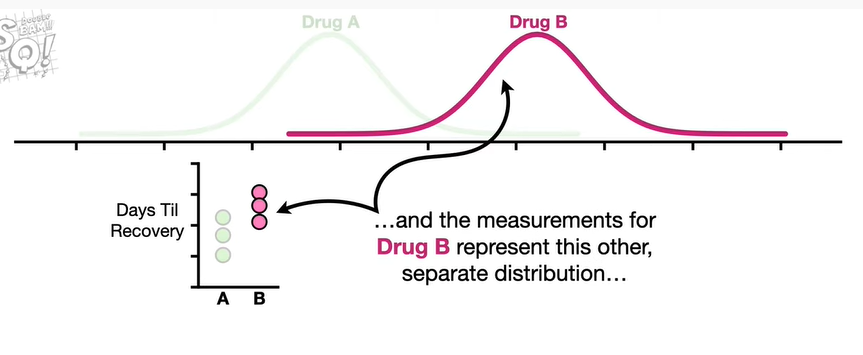 Drug A
Drug B
Days Til
Recovery
A
B
…and the measurements for
Drug B represent this other,
separate distribution…